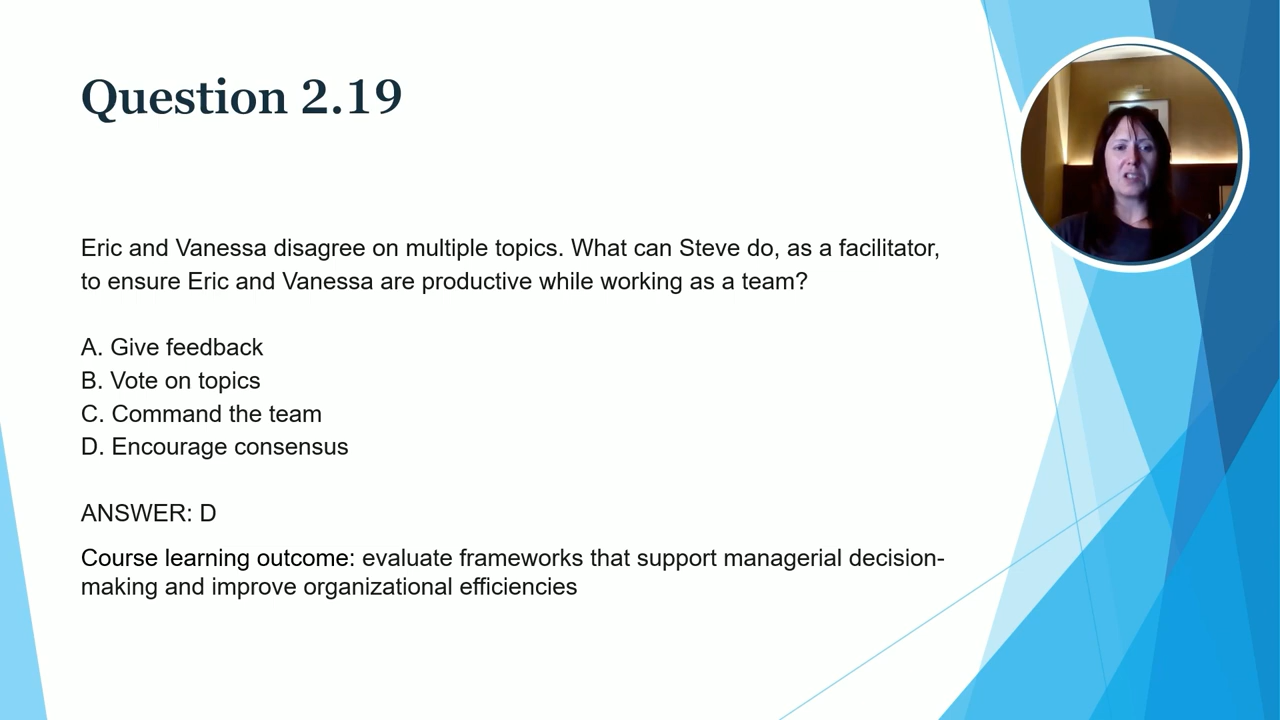 Question 2.19
Eric and Vanessa disagree on multiple topics. What can Steve do, as a facilitator,
to ensure Eric and Vanessa are productive while working as a team?
A. Give feedback
B. Vote on topics
C. Command the team
D. Encourage consensus
ANSWER: D
Course learning outcome: evaluate frameworks that support managerial decision-
making and improve organizational efficiencies